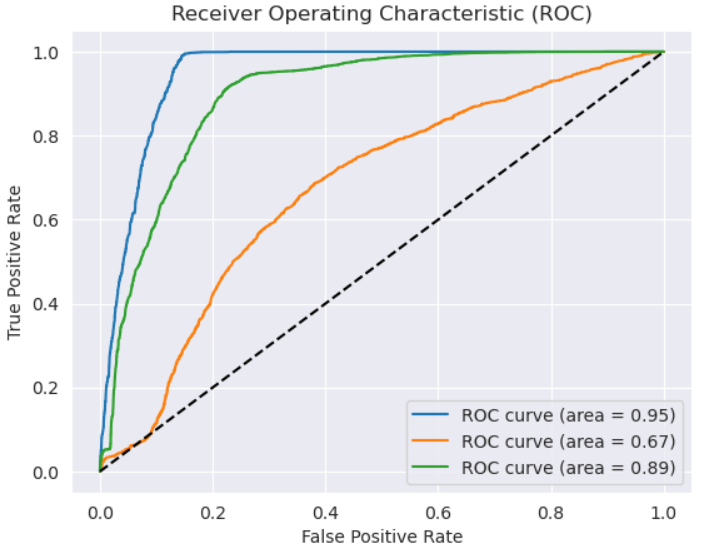 Receiver Operating Characteristic (ROC)
True Positive Rate
1.0
0.8
0.6
0.4
0.2
0.0
ROC curve (area = 0.95)
ROC curve (area = 0.67)
ROC curve (area = 0.89)
0.0 0.2 0.4 0.6 0.8 1.0
False Positive Rate